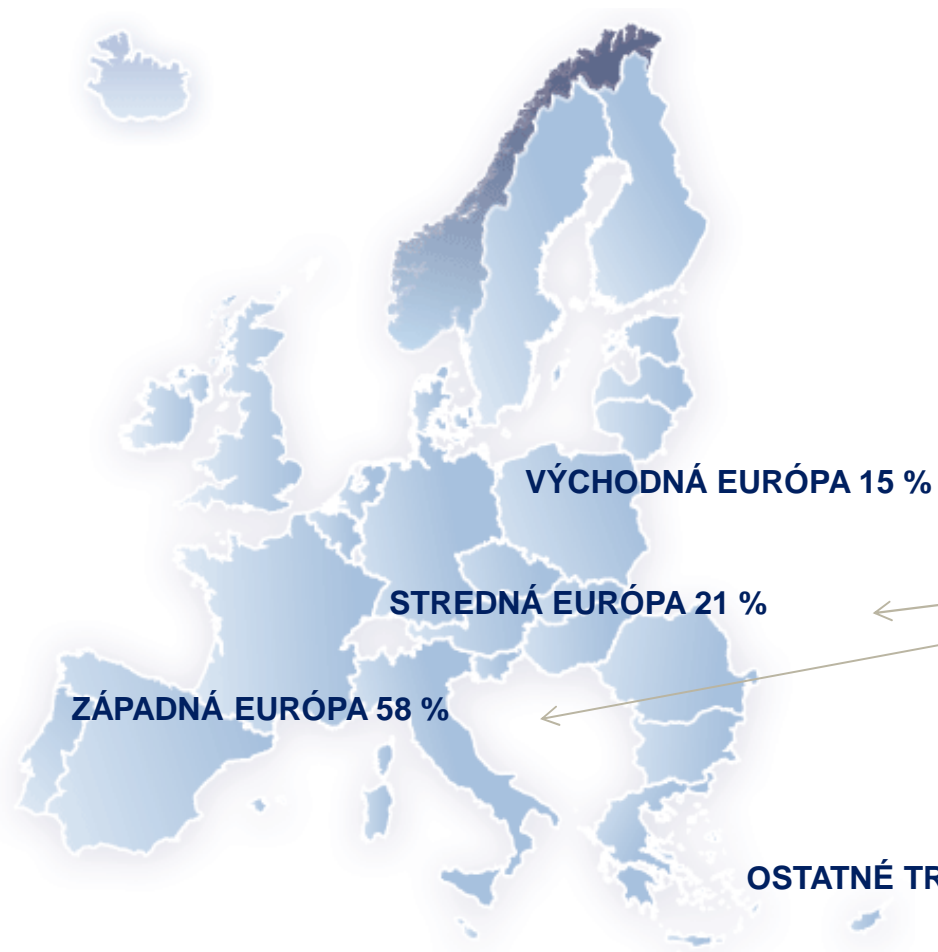 VÝCHODNÁ EURÓPA 15 %
STREDNÁ EURÓPA 21 %
ZÁPADNÁ EURÓPA 58 %
OSTATNÉ